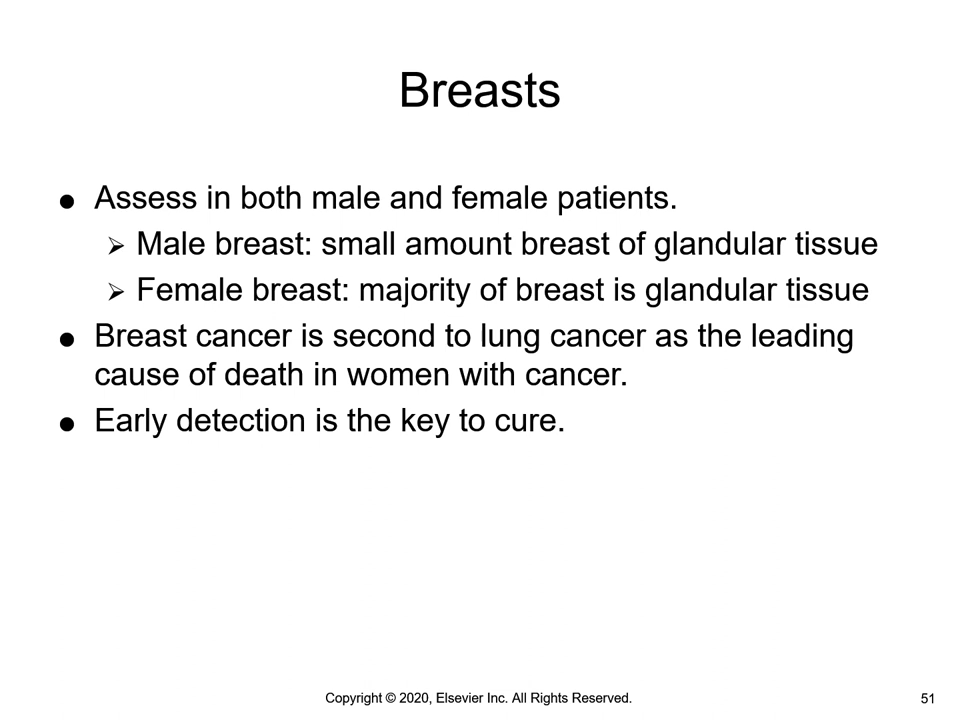 Breasts
● Assess in both male and female patients.
➢ Male breast: small amount breast of glandular tissue
➢ Female breast: majority of breast is glandular tissue
● Breast cancer is second to lung cancer as the leading
cause of death in women with cancer.
● Early detection is the key to cure.
Copyright © 2020, Elsevier Inc. All Rights Reserved.
51